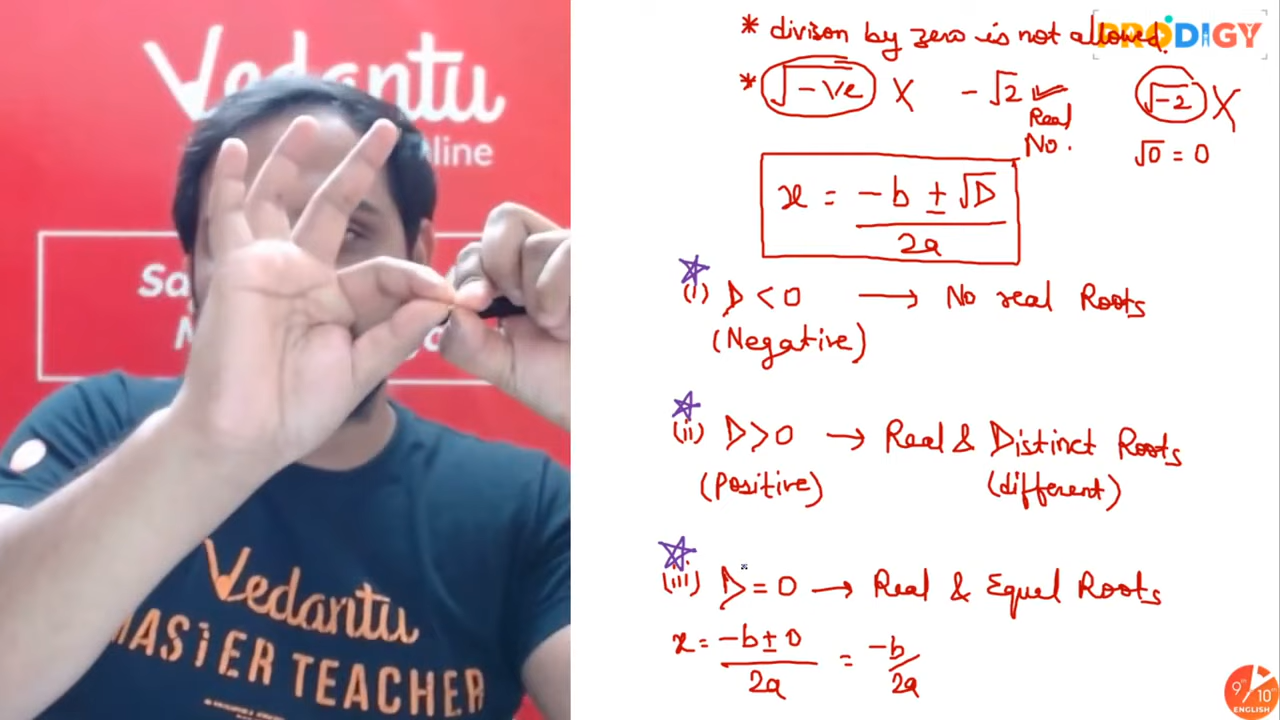 Vedantu
line
Sa
M
Vedantu
MASTER TEACHER
PRODIGY
* divison by zero is not allowed.
* √-ve X -√2 ✓ √-2 X
Real
No. √0 = 0
x = -b ± √D
2a
(i) D < 0 → No real Roots
(Negative)
(ii) D > 0 → Real & Distinct Roots
(positive) (different)
(iii) D = 0 → Real & Equal Roots
x = -b ± 0 = -b/
2a 2a
9th 10th
ENGLISH